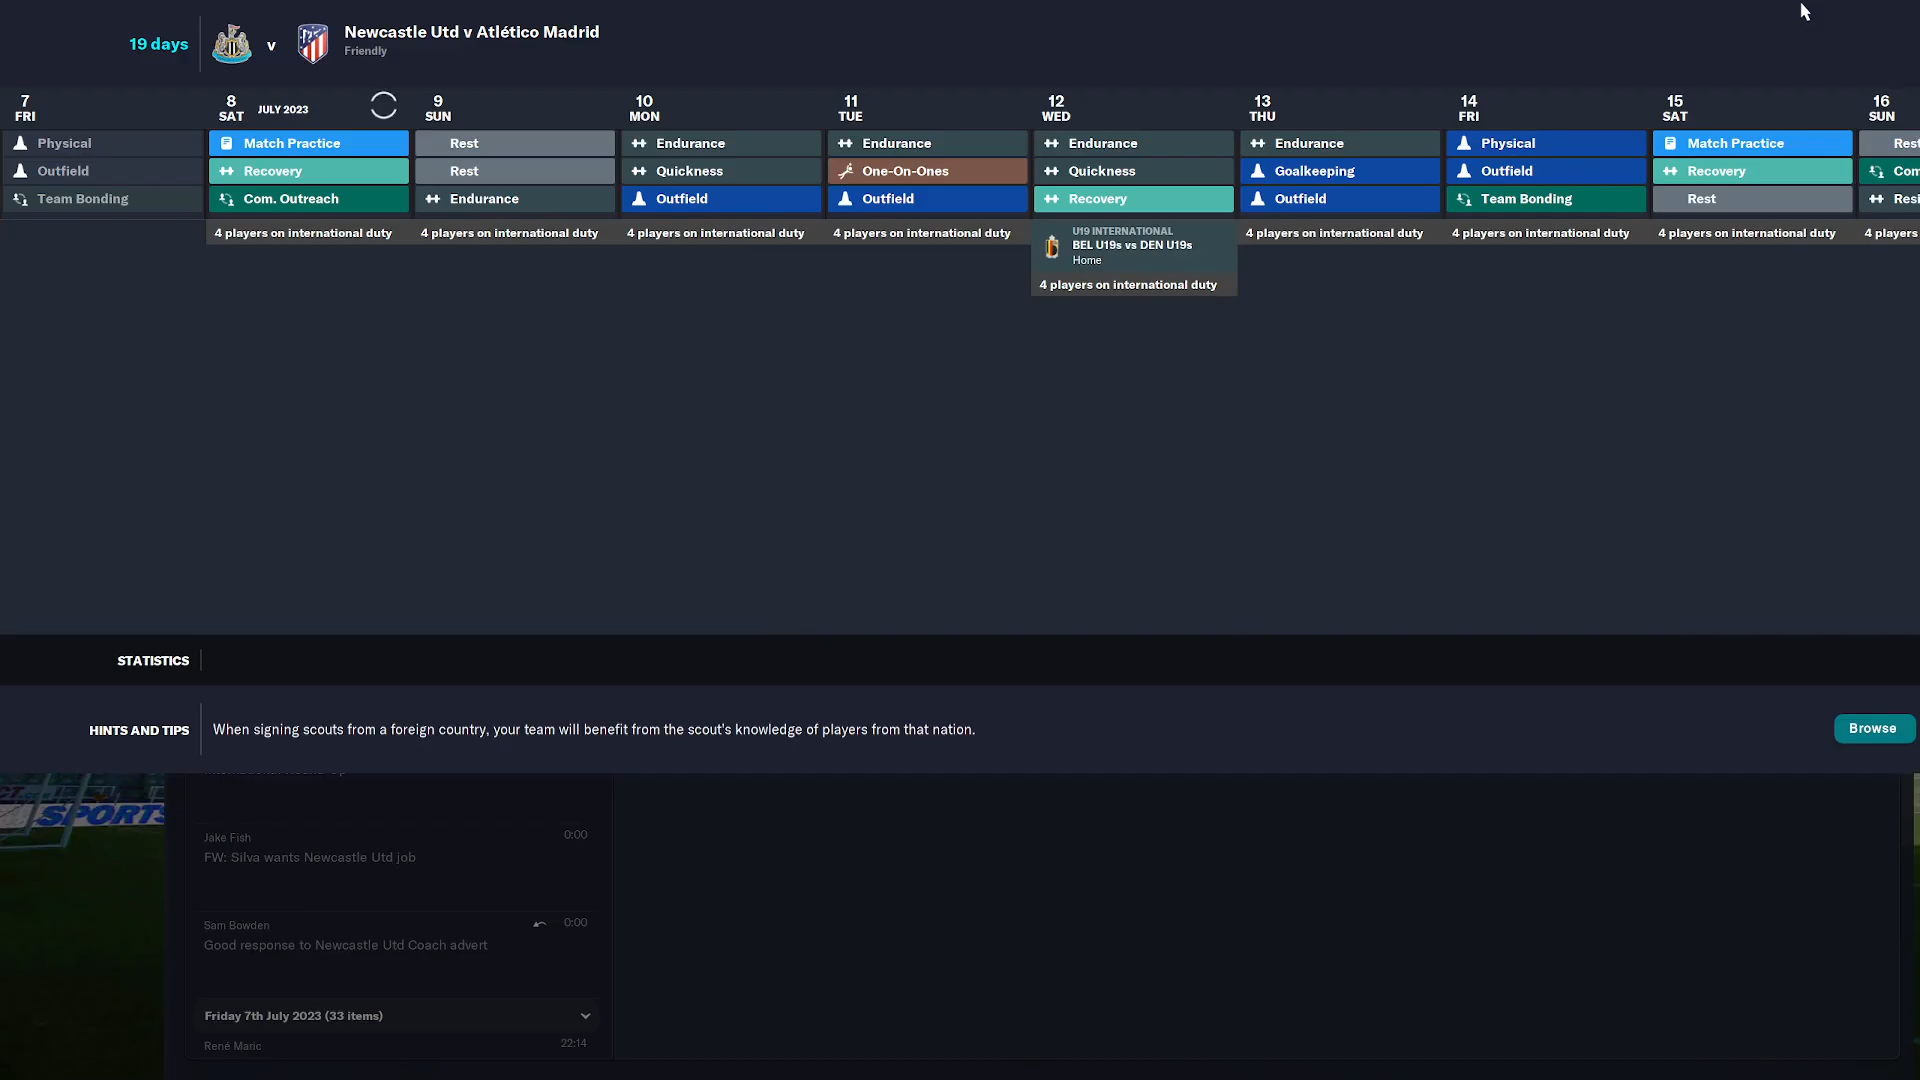 19 days
v
Newcastle Utd v Atlético Madrid
Friendly
7
FRI
8
SAT
JULY 2023
9
SUN
10
MON
11
TUE
12
WED
13
THU
14
FRI
15
SAT
16
SUN
Physical
Match Practice
Rest
Endurance
Endurance
Endurance
Endurance
Physical
Match Practice
Rest
Outfield
Recovery
Rest
Quickness
One-On-Ones
Quickness
Goalkeeping
Outfield
Recovery
Com
Team Bonding
Com. Outreach
Endurance
Outfield
Outfield
Recovery
Outfield
Team Bonding
Rest
Resi
4 players on international duty
4 players on international duty
4 players on international duty
4 players on international duty
U19 INTERNATIONAL
BEL U19s vs DEN U19s
Home
4 players on international duty
4 players on international duty
4 players on international duty
4 players on international duty
4 players
STATISTICS
HINTS AND TIPS
When signing scouts from a foreign country, your team will benefit from the scout's knowledge of players from that nation.
Browse
SPORTS
Jake Fish
0:00
FW: Silva wants Newcastle Utd job
Sam Bowden
0:00
Good response to Newcastle Utd Coach advert
Friday 7th July 2023 (33 items)
René Maric
22:14